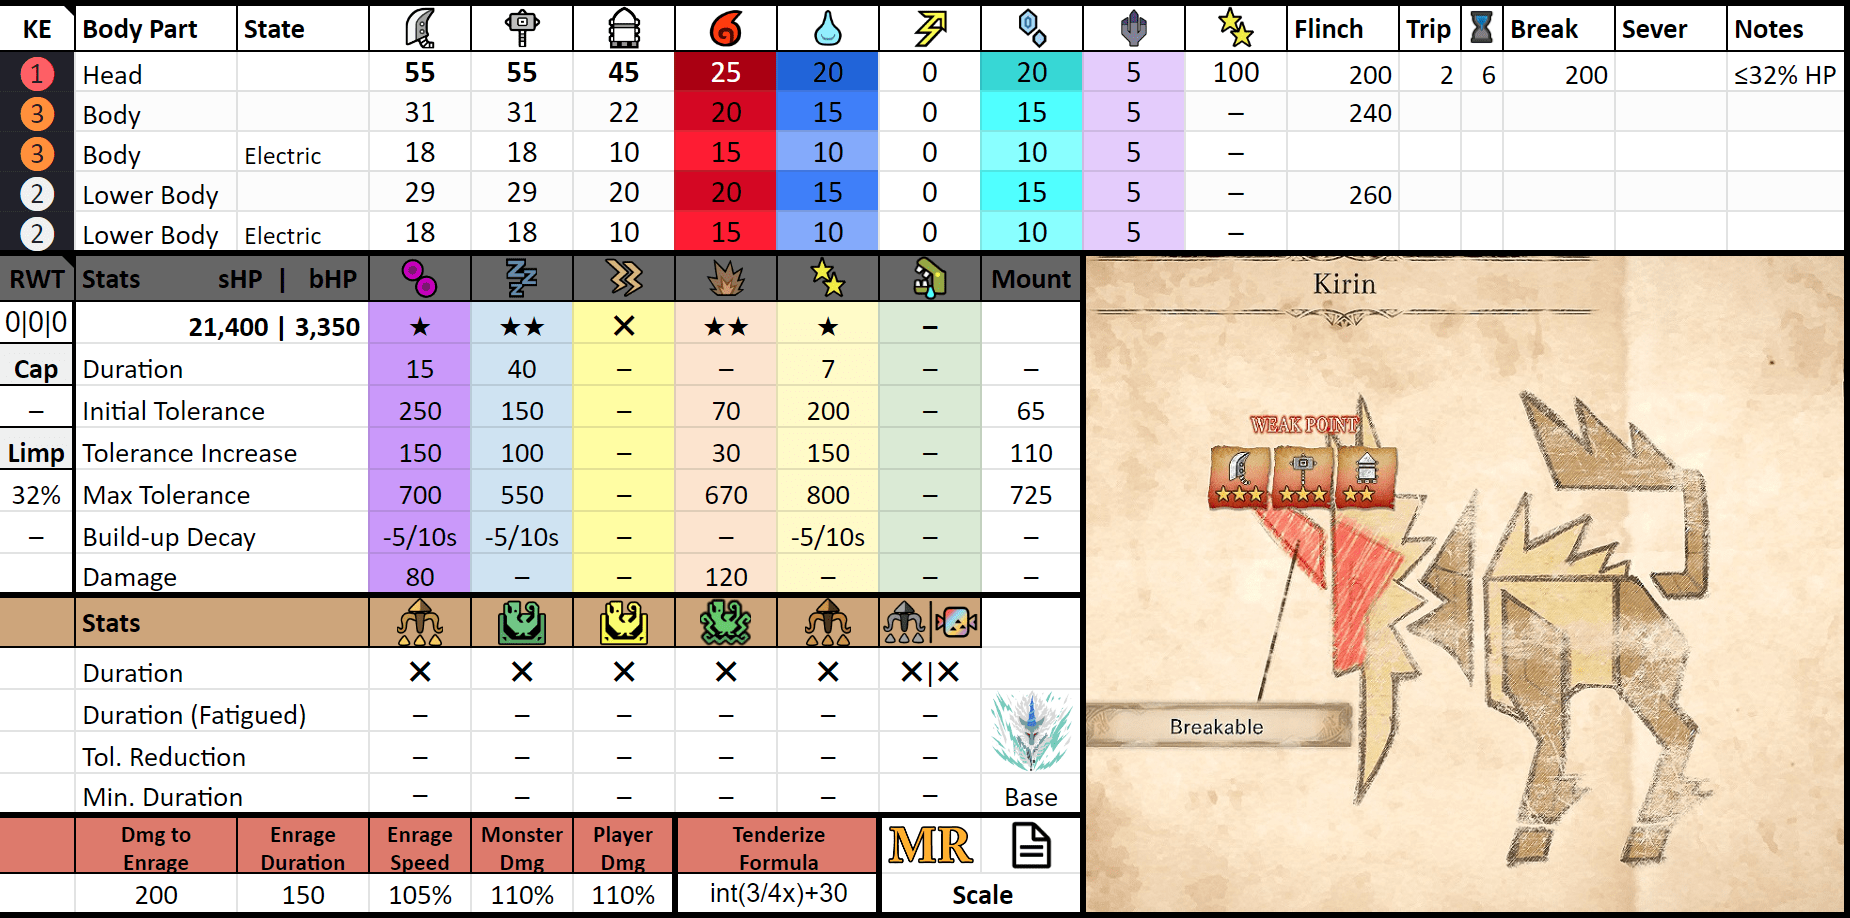 KE Body Part State Flinch Trip Break Sever Notes
1 Head 55 55 45 25 20 0 20 5 100 200 2 6 200 ≤32% HP
3 Body 31 31 22 20 15 0 15 5 – 240
3 Body Electric 18 18 10 15 10 0 10 5 –
2 Lower Body 29 29 20 20 15 0 15 5 – 260
2 Lower Body Electric 18 18 10 15 10 0 10 5 –
RWT Stats sHP | bHP Mount
0|0|0 21,400 | 3,350 ★ ★★ ✕ ★★ ★ –
Cap Duration 15 40 – – 7 – –
– Initial Tolerance 250 150 – 70 200 – 65
Limp Tolerance Increase 150 100 – 30 150 – 110
32% Max Tolerance 700 550 – 670 800 – 725
– Build-up Decay -5/10s -5/10s – – -5/10s – –
Damage 80 – – 120 – – –
Stats
Duration ✕ ✕ ✕ ✕ ✕ ✕|✕
Duration (Fatigued) – – – – – –
Tol. Reduction – – – – – –
Min. Duration – – – – – – Base
Dmg to Enrage Enrage Duration Enrage Speed Monster Dmg Player Dmg Tenderize Formula MR
200 150 105% 110% 110% int(3/4x)+30 Scale
Kirin
WEAK POINT
★★★ ★★★ ★★
Breakable